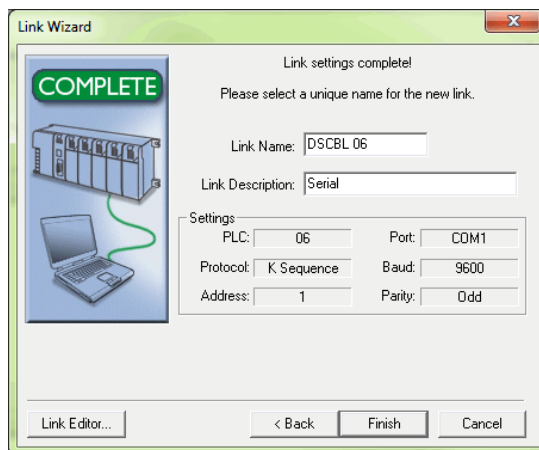 Link Wizard
COMPLETE
Link settings complete!
Please select a unique name for the new link.
Link Name: DSCBL 06
Link Description: Serial
Settings
PLC: 06 Port: COM1
Protocol: K Sequence Baud: 9600
Address: 1 Parity: Odd
Link Editor... < Back Finish Cancel